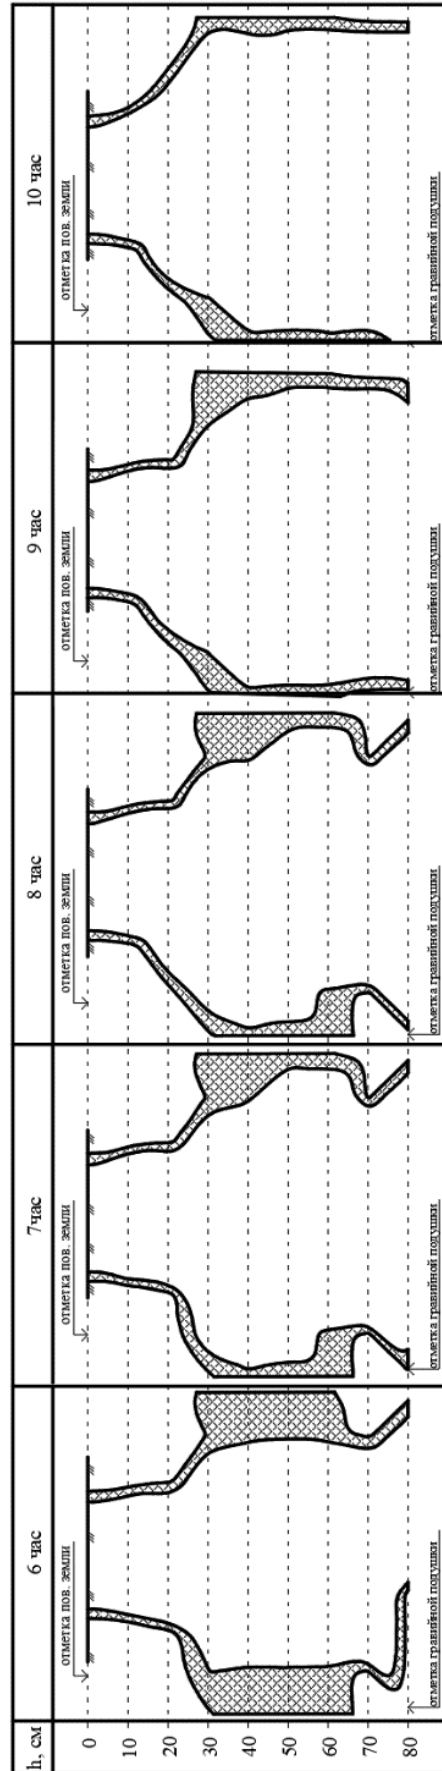 h, см
6 час
7час
8 час
9 час
10 час
0
10
20
30
40
50
60
70
80
отметка пов. земли
отметка гравийной подушки
отметка пов. земли
отметка гравийной подушки
отметка пов. земли
отметка гравийной подушки
отметка пов. земли
отметка гравийной подушки
отметка пов. земли
отметка гравийной подушки